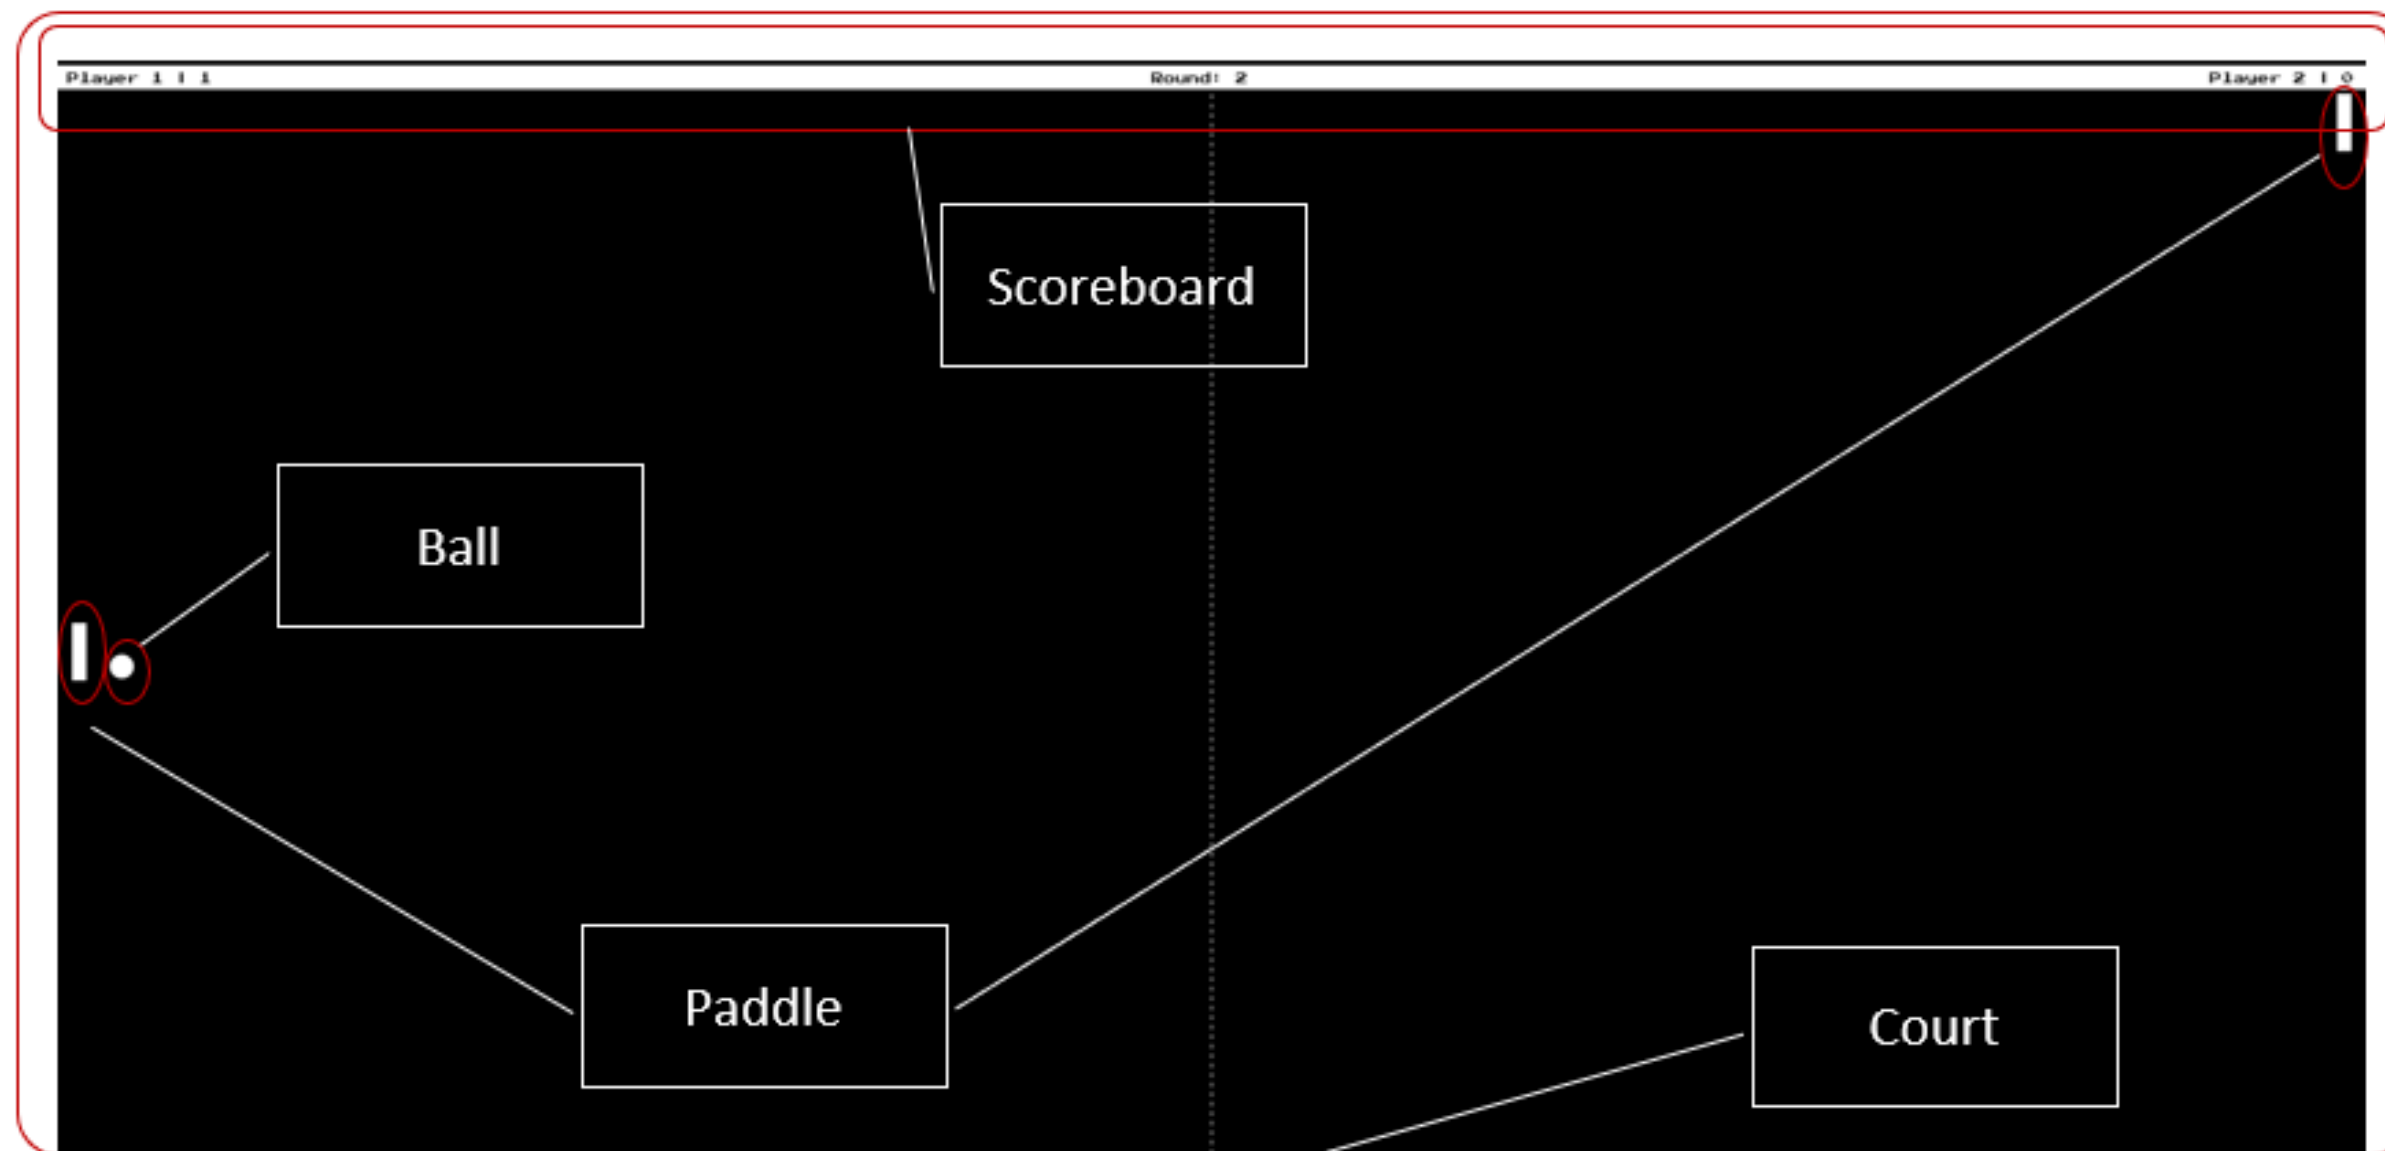 Player 1 | 1
Round: 2
Player 2 | 0
Scoreboard
Ball
Paddle
Court